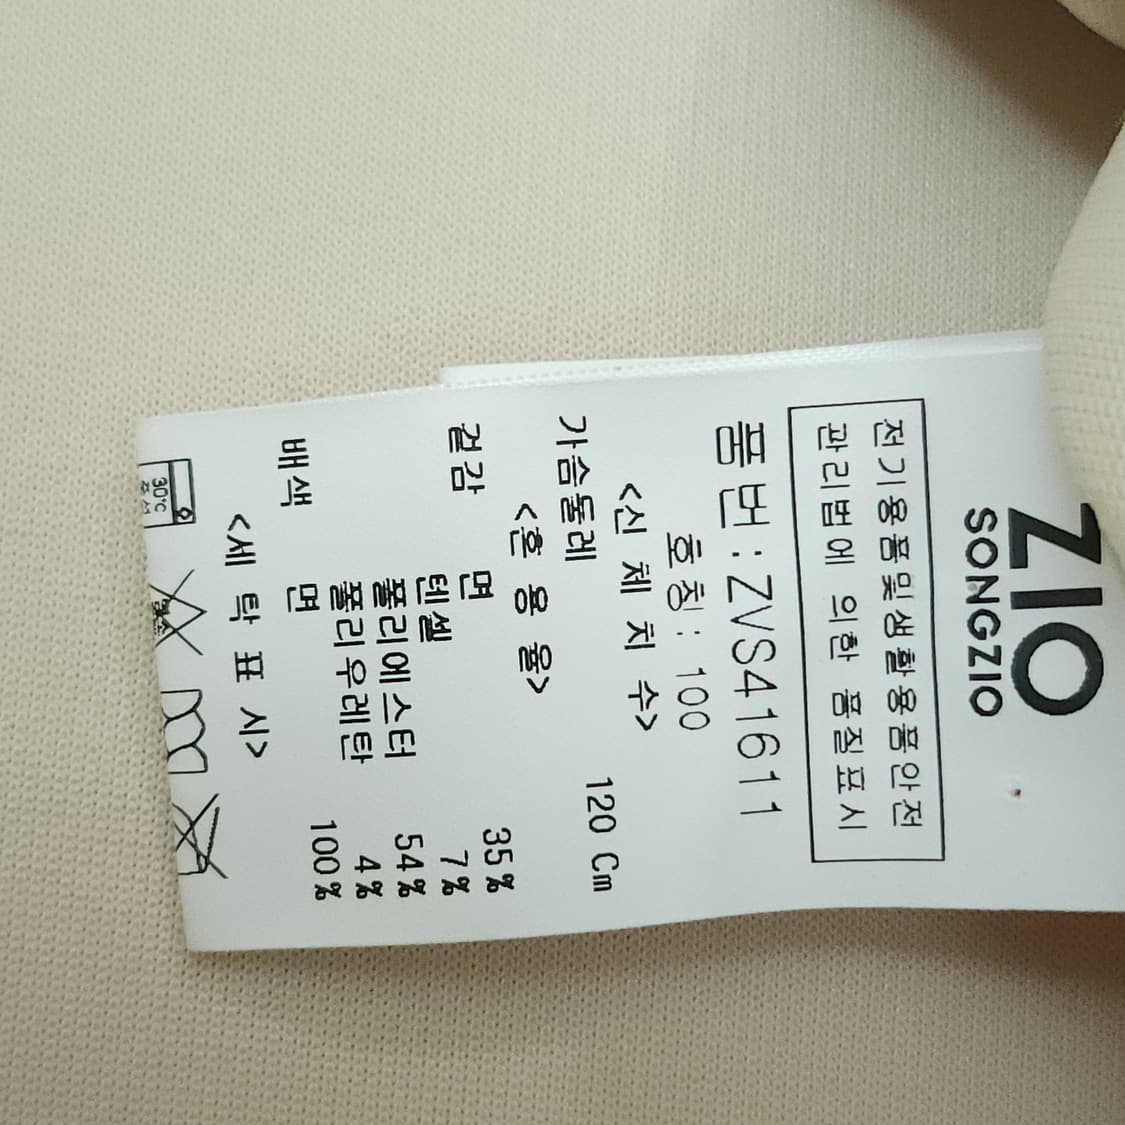 ZIO
SONGZIO
전기용품및생활용품안전
관리법에 의한 품질표시
품번:ZVS41611
호칭: 100
<신 체 치 수>
가슴둘레 120 Cm
<혼 용 율>
겉감 면 35%
텐셀 7%
폴리에스터 54%
폴리우레탄 4%
배색 면 100%
<세 탁 표 시>
30℃